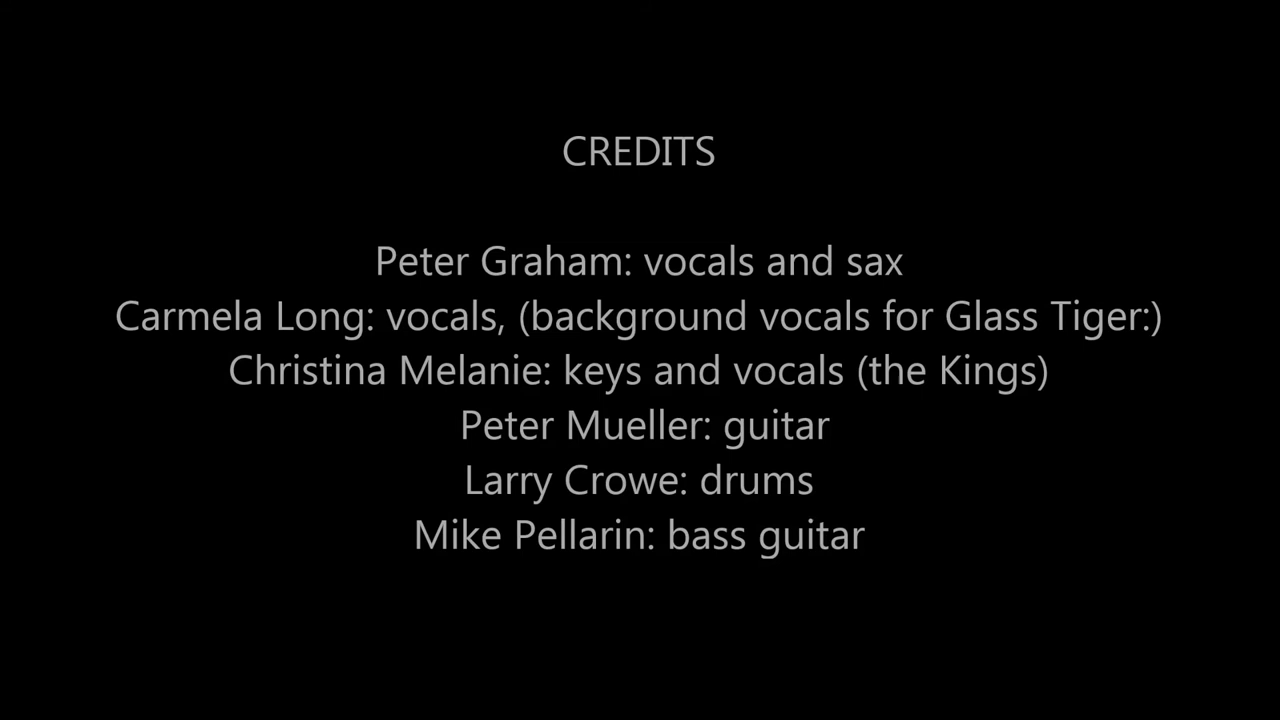 CREDITS
Peter Graham: vocals and sax
Carmela Long: vocals, (background vocals for Glass Tiger:)
Christina Melanie: keys and vocals (the Kings)
Peter Mueller: guitar
Larry Crowe: drums
Mike Pellarin: bass guitar